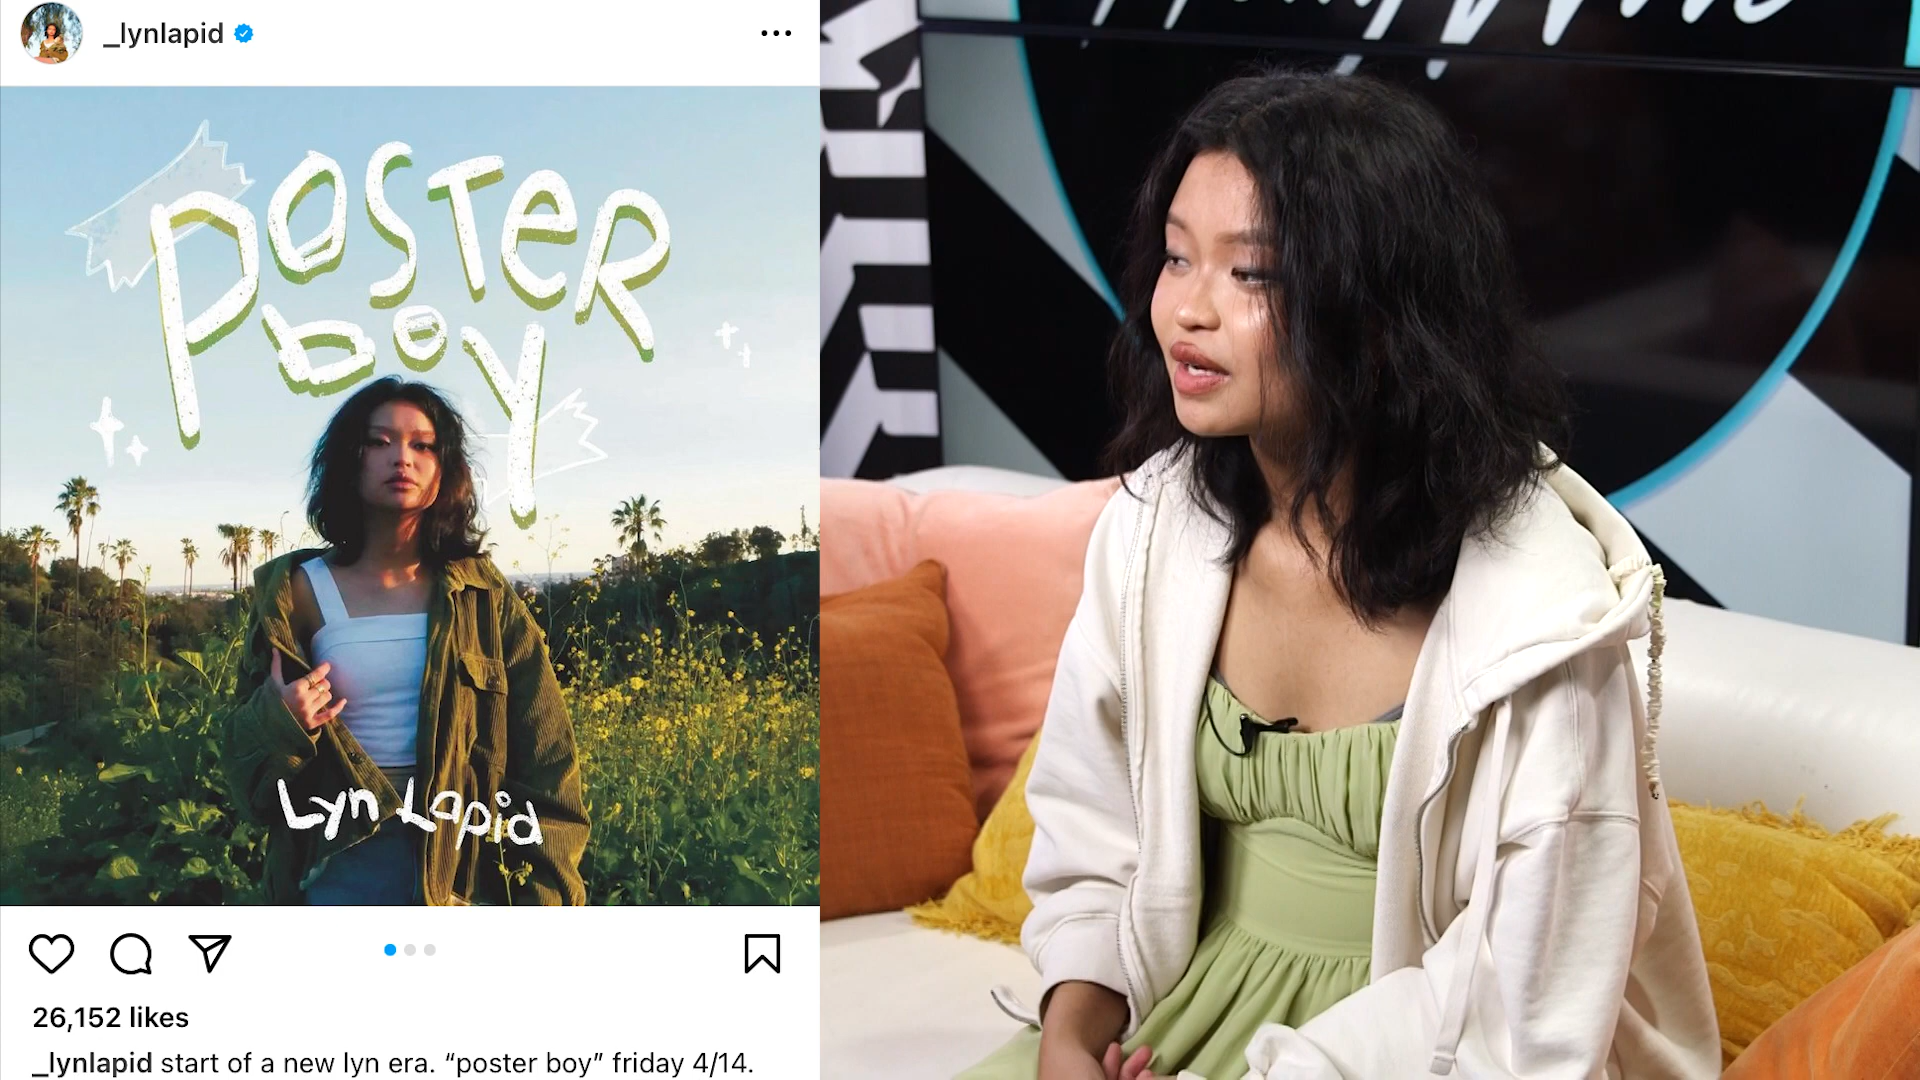 _lynlapid
Poster
boy
Lyn Lapid
26,152 likes
_lynlapid start of a new lyn era. “poster boy” friday 4/14.